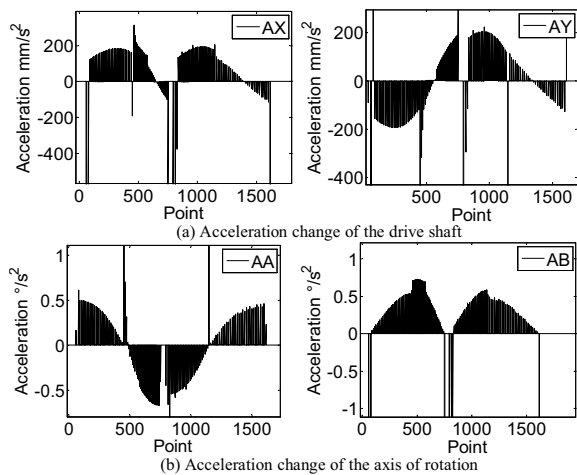 AX
AY
Acceleration mm/s²
200
0
-200
-400
0
500
1000
1500
Point
Acceleration mm/s²
200
0
-200
-400
500
1000
1500
Point
(a) Acceleration change of the drive shaft
AA
AB
Acceleration °/s²
1
0.5
0
-0.5
0
500
1000
1500
Point
Acceleration °/s²
1
0.5
0
-0.5
-1
0
500
1000
1500
Point
(b) Acceleration change of the axis of rotation